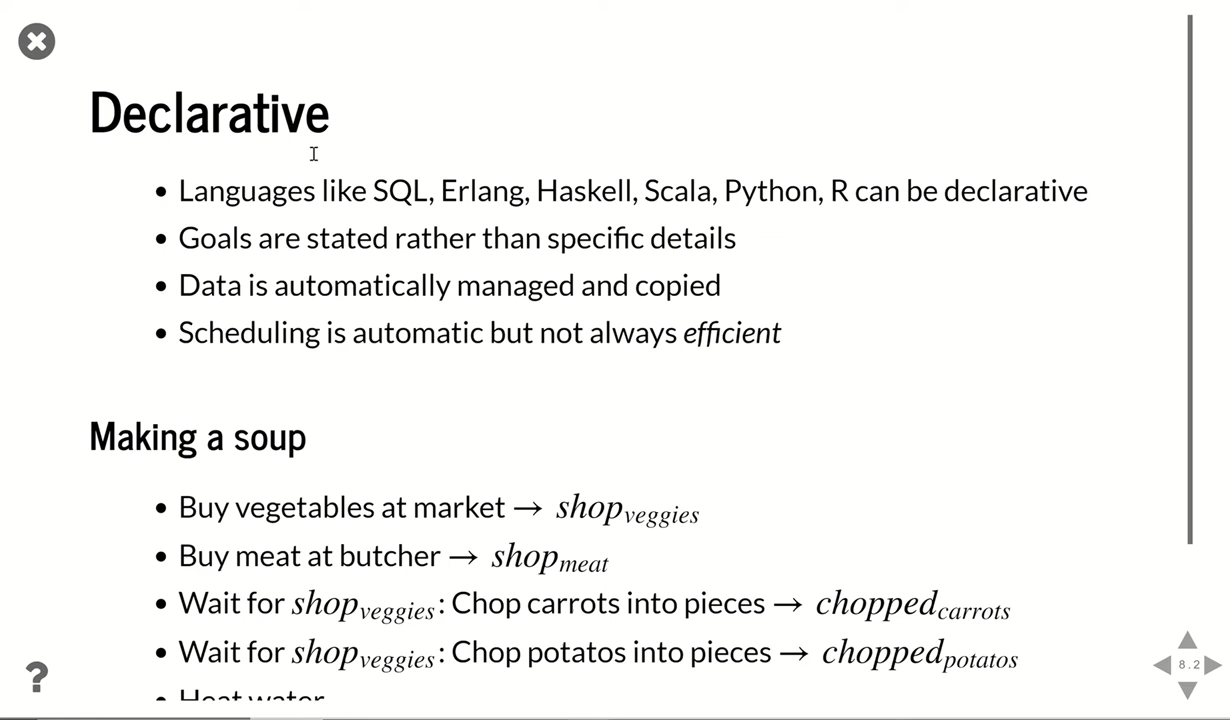 Declarative
• Languages like SQL, Erlang, Haskell, Scala, Python, R can be declarative
• Goals are stated rather than specific details
• Data is automatically managed and copied
• Scheduling is automatic but not always efficient
Making a soup
• Buy vegetables at market → shop_veggies
• Buy meat at butcher → shop_meat
• Wait for shop_veggies: Chop carrots into pieces → chopped_carrots
• Wait for shop_veggies: Chop potatos into pieces → chopped_potatos
• Heat water
?
8.2